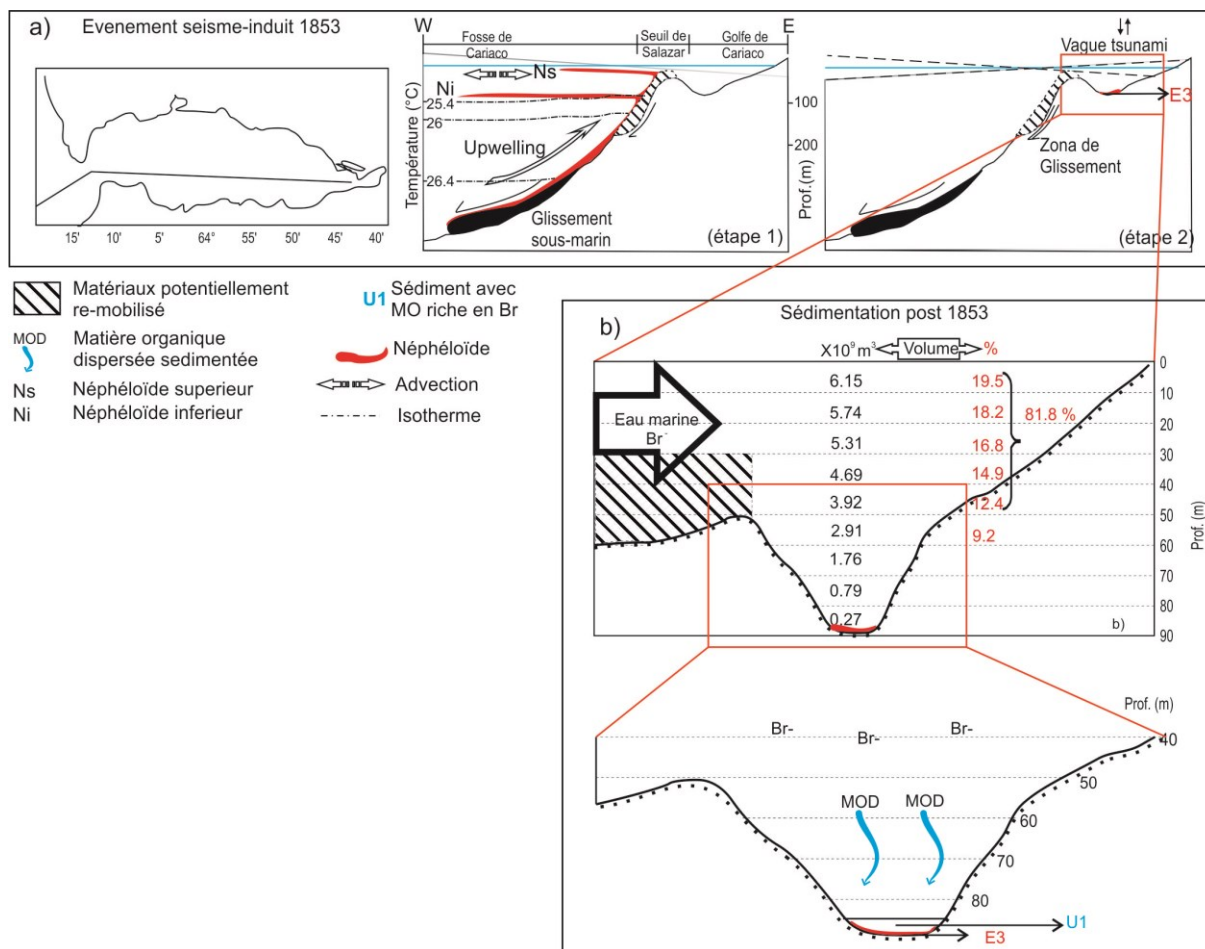 a)
Evenement seisme-induit 1853
15'
10'
5'
64°
55'
50'
45'
40'
W
E
Fosse de
Cariaco
Seuil de
Salazar
Golfe de
Cariaco
Ns
Ni
25.4
26
26.4
Température (°C)
Upwelling
Glissement
sous-marin
100
200
Prof.(m)
(étape 1)
Vague tsunami
E3
Zona de
Glissement
(étape 2)
Matériaux potentiellement
re-mobilisé
MOD
Matière organique
dispersée sedimentée
Ns
Néphéloïde superieur
Ni
Néphéloïde inferieur
U1
Sédiment avec
MO riche en Br
Néphéloïde
Advection
Isotherme
b)
Sédimentation post 1853
X10⁹ m³
Volume
%
Eau marine
Br⁻
6.15
19.5
5.74
18.2
5.31
16.8
4.69
14.9
3.92
12.4
2.91
9.2
1.76
0.79
0.27
81.8 %
0
10
20
30
40
50
60
70
80
90
Prof. (m)
b)
Prof. (m)
Br-
Br-
Br-
40
50
60
70
80
MOD
MOD
U1
E3